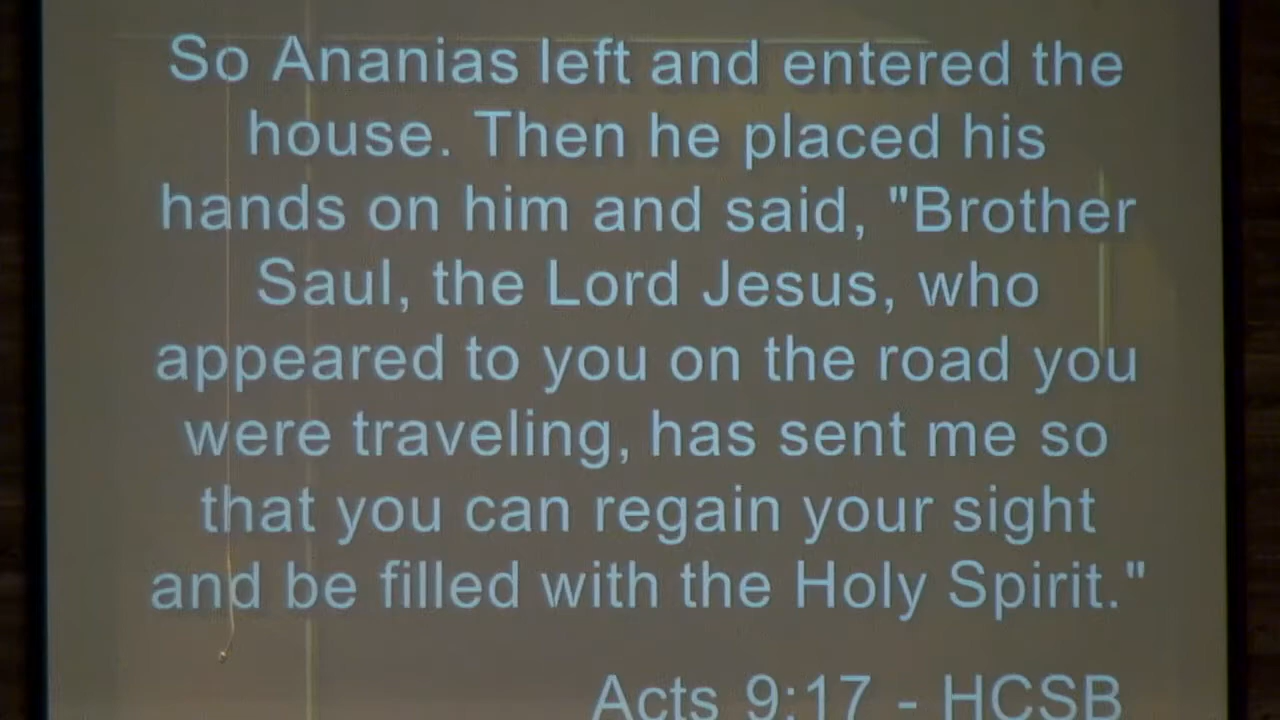 So Ananias left and entered the
house. Then he placed his
hands on him and said, "Brother
Saul, the Lord Jesus, who
appeared to you on the road you
were traveling, has sent me so
that you can regain your sight
and be filled with the Holy Spirit."
Acts 9:17 - HCSB